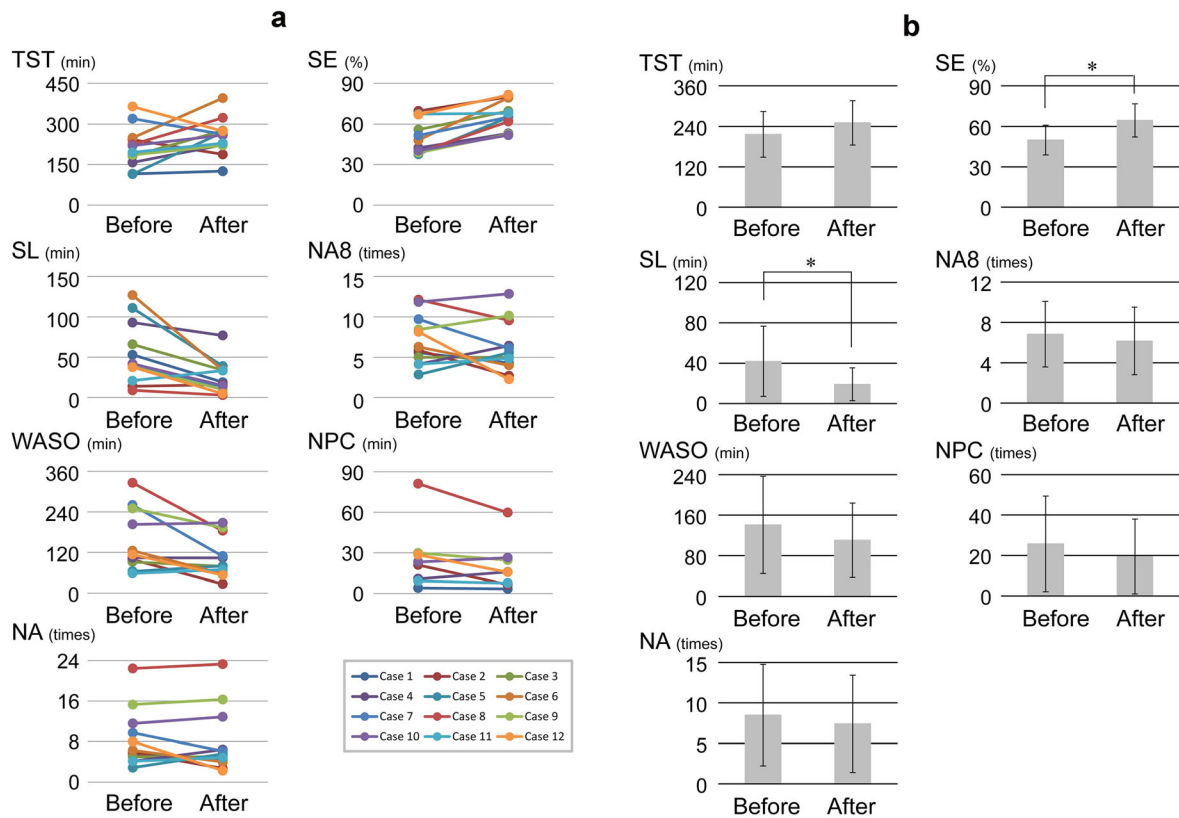 a
TST (min)
450
300
150
0
Before After
SE (%)
90
60
30
0
Before After
SL (min)
150
100
50
0
Before After
NA8 (times)
15
10
5
0
Before After
WASO (min)
360
240
120
0
Before After
NPC (min)
90
60
30
0
Before After
NA (times)
24
16
8
0
Before After
Case 1 Case 2 Case 3
Case 4 Case 5 Case 6
Case 7 Case 8 Case 9
Case 10 Case 11 Case 12
b
TST (min)
360
240
120
0
Before After
SE (%)
*
90
60
30
0
Before After
SL (min)
*
120
80
40
0
Before After
NA8 (times)
12
8
4
0
Before After
WASO (min)
240
160
80
0
Before After
NPC (times)
60
40
20
0
Before After
NA (times)
15
10
5
0
Before After